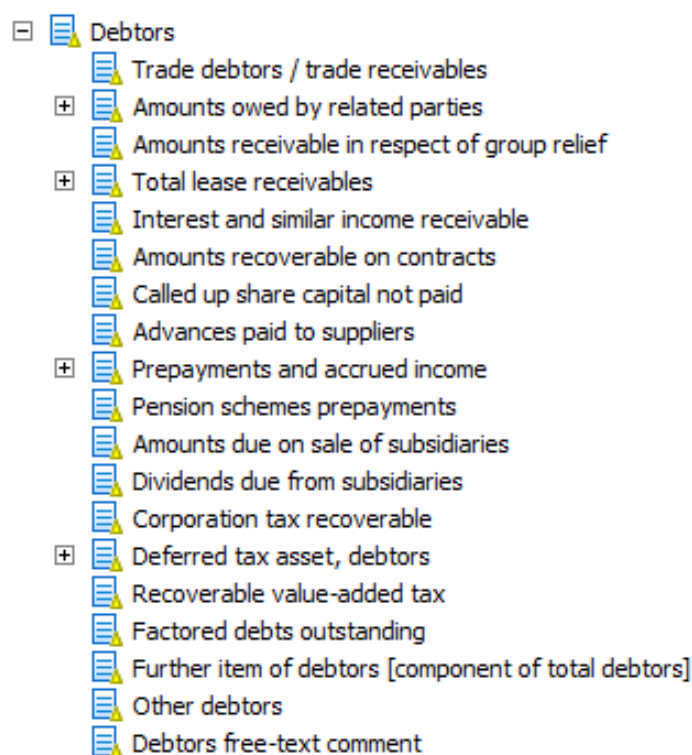 Debtors
Trade debtors / trade receivables
Amounts owed by related parties
Amounts receivable in respect of group relief
Total lease receivables
Interest and similar income receivable
Amounts recoverable on contracts
Called up share capital not paid
Advances paid to suppliers
Prepayments and accrued income
Pension schemes prepayments
Amounts due on sale of subsidiaries
Dividends due from subsidiaries
Corporation tax recoverable
Deferred tax asset, debtors
Recoverable value-added tax
Factored debts outstanding
Further item of debtors [component of total debtors]
Other debtors
Debtors free-text comment